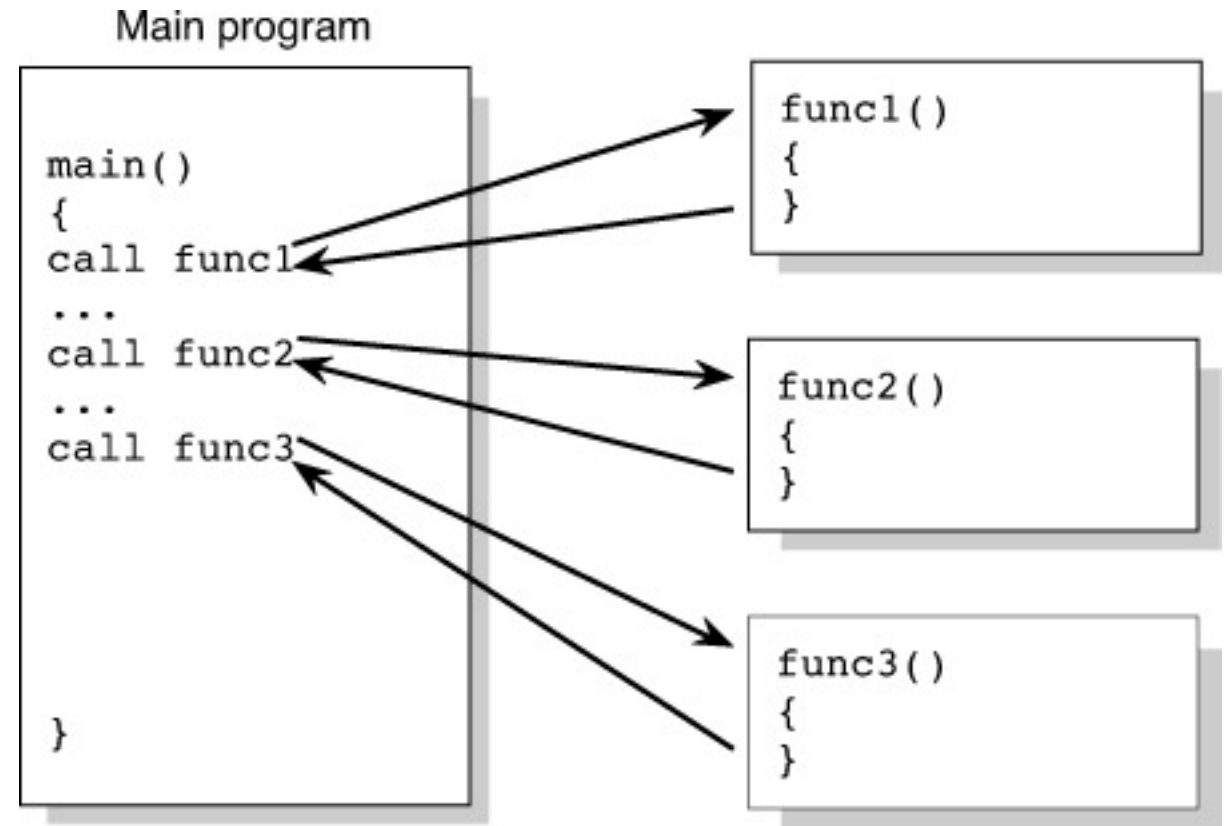 Main program
main()
{
call func1
...
call func2
...
call func3
}
func1()
{
}
func2()
{
}
func3()
{
}